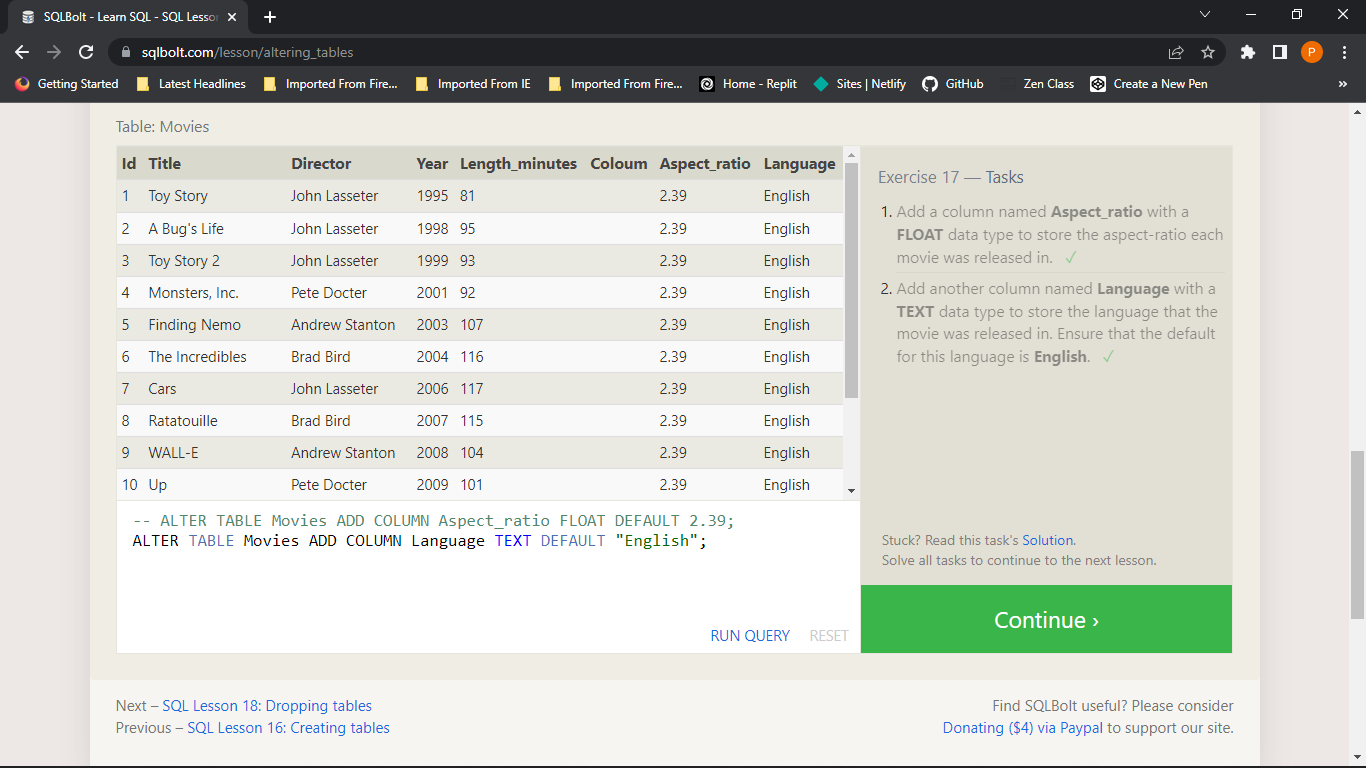 SQLBolt - Learn SQL - SQL Lesson
sqlbolt.com/lesson/altering_tables
P
Getting Started
Latest Headlines
Imported From Fire...
Imported From IE
Imported From Fire...
Home - Replit
Sites | Netlify
GitHub
Zen Class
Create a New Pen
»
Table: Movies
Id Title Director Year Length_minutes Coloum Aspect_ratio Language
1 Toy Story John Lasseter 1995 81 2.39 English
2 A Bug's Life John Lasseter 1998 95 2.39 English
3 Toy Story 2 John Lasseter 1999 93 2.39 English
4 Monsters, Inc. Pete Docter 2001 92 2.39 English
5 Finding Nemo Andrew Stanton 2003 107 2.39 English
6 The Incredibles Brad Bird 2004 116 2.39 English
7 Cars John Lasseter 2006 117 2.39 English
8 Ratatouille Brad Bird 2007 115 2.39 English
9 WALL-E Andrew Stanton 2008 104 2.39 English
10 Up Pete Docter 2009 101 2.39 English
-- ALTER TABLE Movies ADD COLUMN Aspect_ratio FLOAT DEFAULT 2.39;
ALTER TABLE Movies ADD COLUMN Language TEXT DEFAULT "English";
RUN QUERY RESET
Exercise 17 — Tasks
1. Add a column named Aspect_ratio with a
FLOAT data type to store the aspect-ratio each
movie was released in. ✓
2. Add another column named Language with a
TEXT data type to store the language that the
movie was released in. Ensure that the default
for this language is English. ✓
Stuck? Read this task's Solution.
Solve all tasks to continue to the next lesson.
Continue ›
Next – SQL Lesson 18: Dropping tables
Previous – SQL Lesson 16: Creating tables
Find SQLBolt useful? Please consider
Donating ($4) via Paypal to support our site.